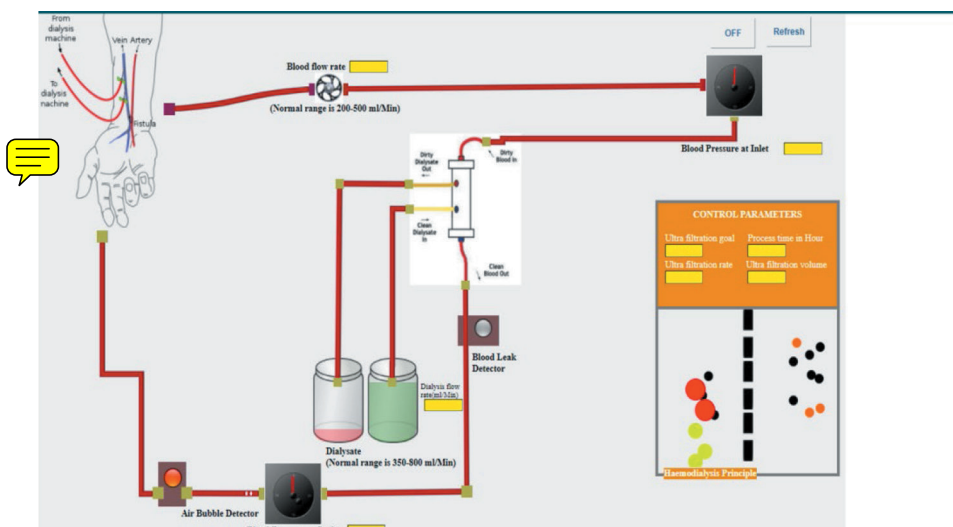 From
dialysis
machine
Vein Artery
To
dialysis
nachine
Fistula
Blood flow rate
(Normal range is 200-500 ml/Min)
OFF
Refresh
Blood Pressure at Inlet
Dirty
Dialysate
Out
Dirty
Blood In
Clean
Dialysate
In
Clean
Blood Out
CONTROL PARAMETERS
Ultra filtration goal
Process time in Hour
Ultra filtration rate
Ultra filtration volume
Blood Leak
Detector
Dialysis flow
rate(ml/Min)
Dialysate
(Normal range is 350-800 ml/Min)
Haemodialysis Principle
Air Bubble Detector